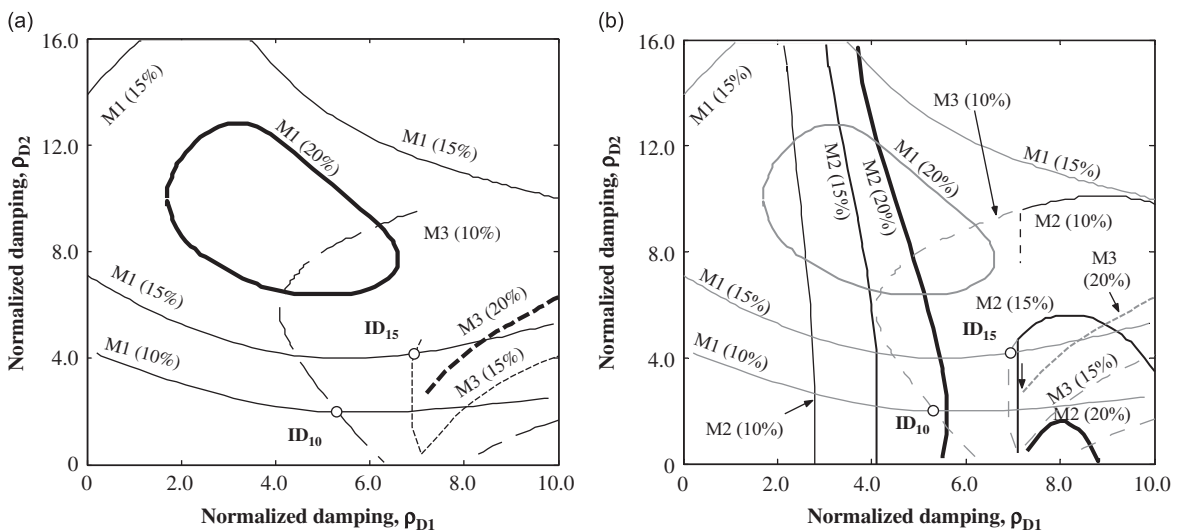 (a)
16.0
12.0
8.0
4.0
0
Normalized damping, ρD2
M1 (15%)
M1 (20%)
M1 (15%)
M3 (10%)
M1 (15%)
M1 (10%)
ID15
M3 (20%)
M3 (15%)
ID10
0
2.0
4.0
6.0
8.0
10.0
Normalized damping, ρD1
(b)
16.0
12.0
8.0
4.0
0
Normalized damping, ρD2
M1 (15%)
M3 (10%)
M1 (15%)
M1 (20%)
M2 (15%)
M2 (20%)
M2 (10%)
M3
(20%)
M1 (15%)
M2 (15%)
ID15
M1 (10%)
M3 (15%)
M2 (10%)
ID10
M2 (20%)
0
2.0
4.0
6.0
8.0
10.0
Normalized damping, ρD1